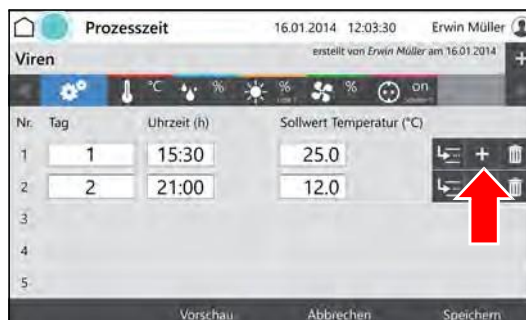 Prozesszeit 16.01.2014 12:03:30 Erwin Müller
Viren erstellt von Erwin Müller am 16.01.2014
°C % % % on
Nr. Tag Uhrzeit (h) Sollwert Temperatur (°C)
1 1 15:30 25.0
2 2 21:00 12.0
3
4
5
Vorschau Abbrechen Speichern